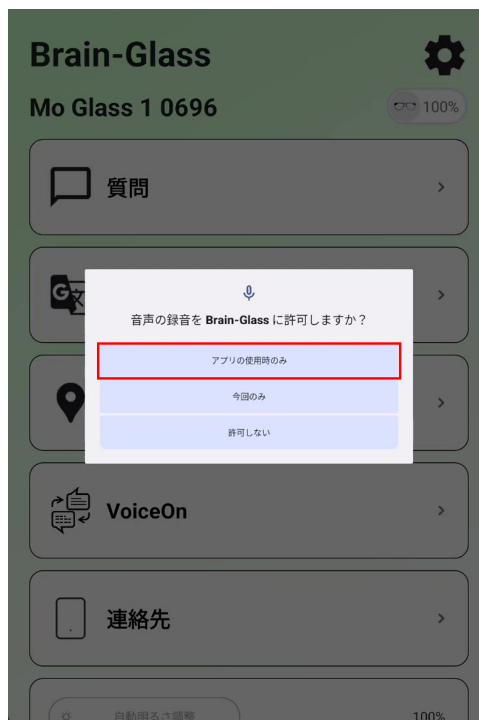 Brain-Glass
Mo Glass 1 0696
100%
質問
音声の録音を Brain-Glass に許可しますか？
アプリの使用時のみ
今回のみ
許可しない
VoiceOn
連絡先
自動明るさ調整
100%